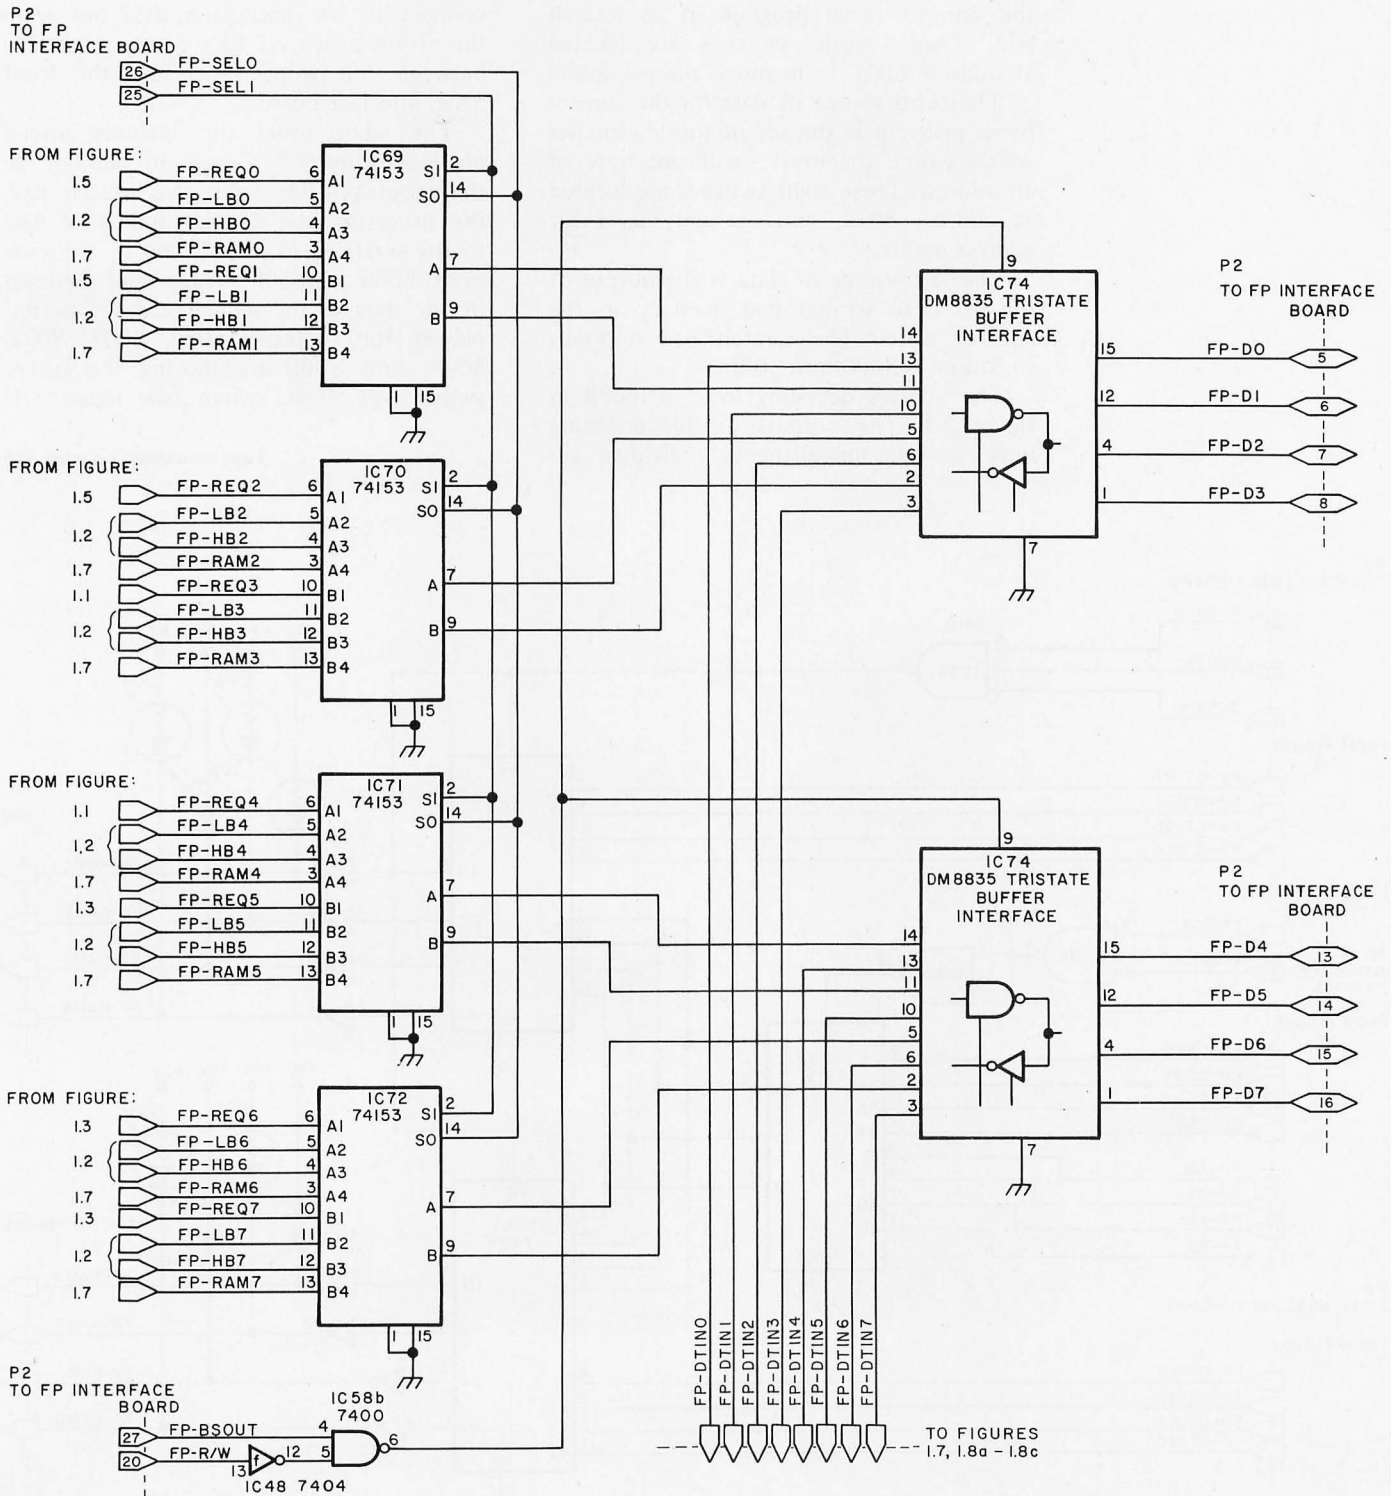 P2
TO FP
INTERFACE BOARD
26 FP-SEL0
25 FP-SEL1
FROM FIGURE:
IC69
74153
1.5 FP-REQ0 6 A1
1.2 FP-LB0 5 A2
FP-HB0 4 A3
1.7 FP-RAM0 3 A4
1.5 FP-REQ1 10 B1
1.2 FP-LB1 11 B2
FP-HB1 12 B3
1.7 FP-RAM1 13 B4
S1 2
S0 14
A 7
B 9
1 15
FROM FIGURE:
IC70
74153
1.5 FP-REQ2 6 A1
1.2 FP-LB2 5 A2
FP-HB2 4 A3
1.7 FP-RAM2 3 A4
1.1 FP-REQ3 10 B1
1.2 FP-LB3 11 B2
FP-HB3 12 B3
1.7 FP-RAM3 13 B4
S1 2
S0 14
A 7
B 9
1 15
FROM FIGURE:
IC71
74153
1.1 FP-REQ4 6 A1
1.2 FP-LB4 5 A2
FP-HB4 4 A3
1.7 FP-RAM4 3 A4
1.3 FP-REQ5 10 B1
1.2 FP-LB5 11 B2
FP-HB5 12 B3
1.7 FP-RAM5 13 B4
S1 2
S0 14
A 7
B 9
1 15
FROM FIGURE:
IC72
74153
1.3 FP-REQ6 6 A1
1.2 FP-LB6 5 A2
FP-HB6 4 A3
1.7 FP-RAM6 3 A4
1.3 FP-REQ7 10 B1
1.2 FP-LB7 11 B2
FP-HB7 12 B3
1.7 FP-RAM7 13 B4
S1 2
S0 14
A 7
B 9
1 15
P2
TO FP INTERFACE
BOARD
27 FP-BSOUT 4
20 FP-R/W 13 f 12 5
IC58b
7400
6
IC48 7404
9
IC74
DM8835 TRISTATE
BUFFER
INTERFACE
14
13
11
10
5
6
2
3
7
P2
TO FP INTERFACE
BOARD
15 FP-D0 5
12 FP-D1 6
4 FP-D2 7
1 FP-D3 8
9
IC74
DM8835 TRISTATE
BUFFER
INTERFACE
14
13
11
10
5
6
2
3
7
P2
TO FP INTERFACE
BOARD
15 FP-D4 13
12 FP-D5 14
4 FP-D6 15
1 FP-D7 16
FP-DTIN0
FP-DTIN1
FP-DTIN2
FP-DTIN3
FP-DTIN4
FP-DTIN5
FP-DTIN6
FP-DTIN7
TO FIGURES
1.7, 1.8a - 1.8c